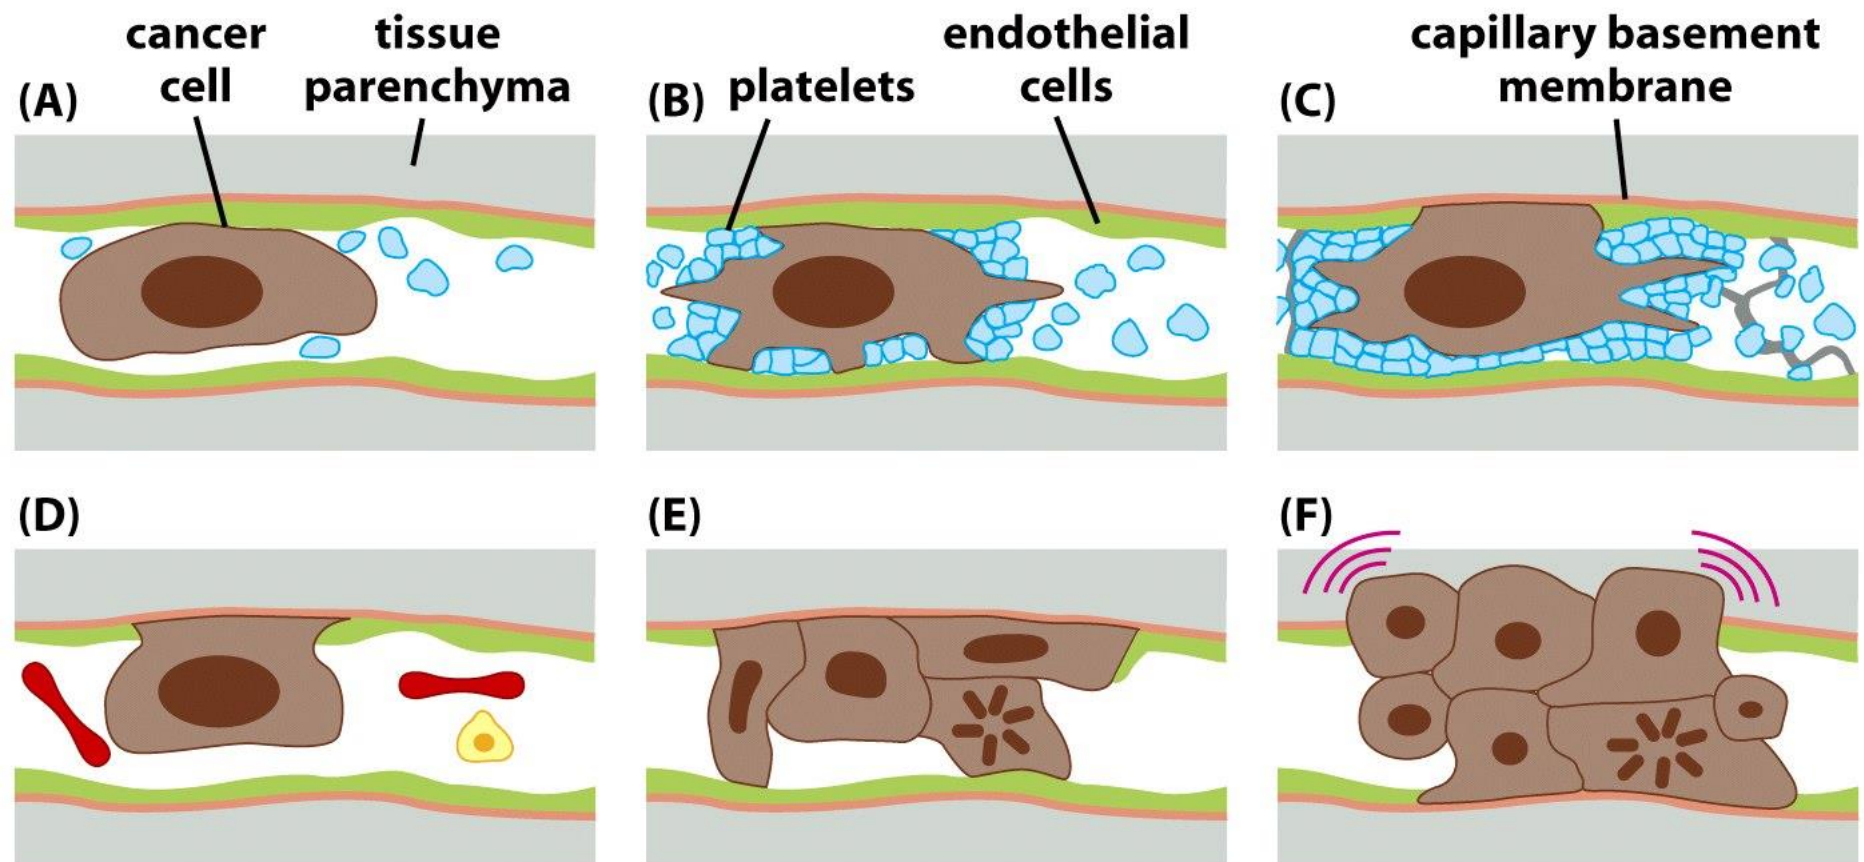 (A)
cancer
cell
tissue
parenchyma
(B)
platelets
endothelial
cells
(C)
capillary basement
membrane
(D)
(E)
(F)